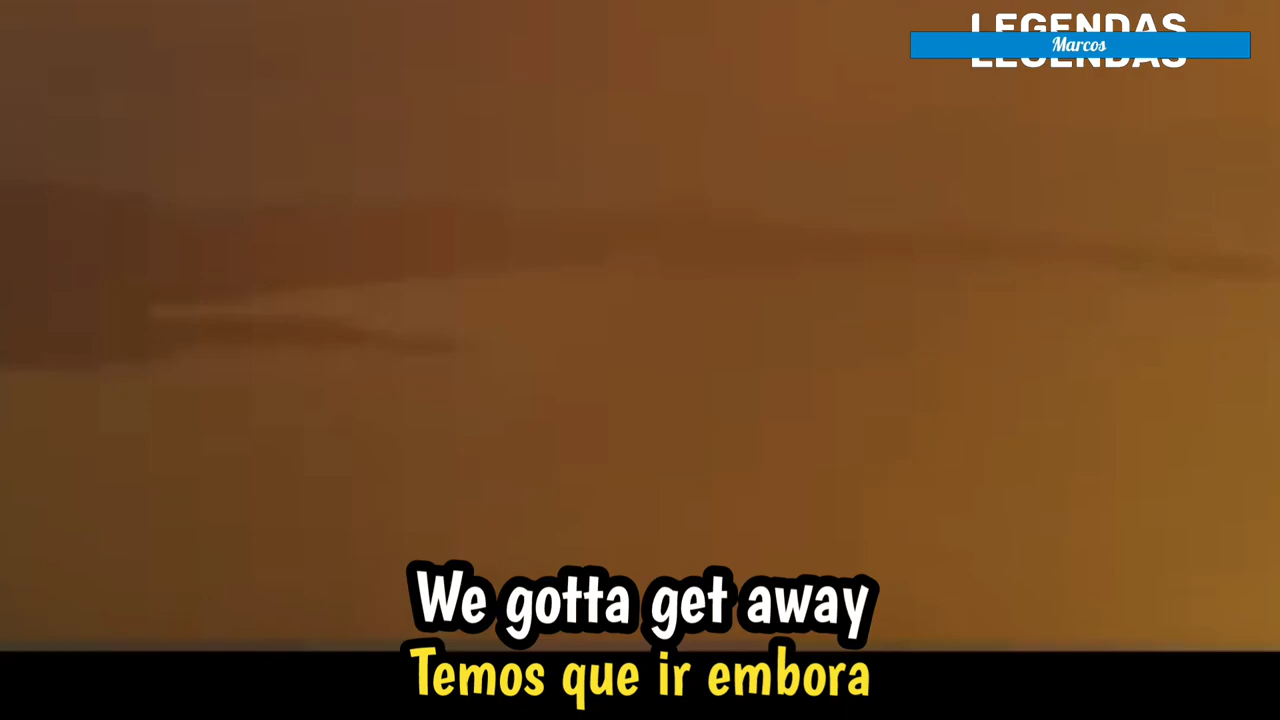 LEGENDAS
Marcos
LEGENDAS
We gotta get away
Temos que ir embora